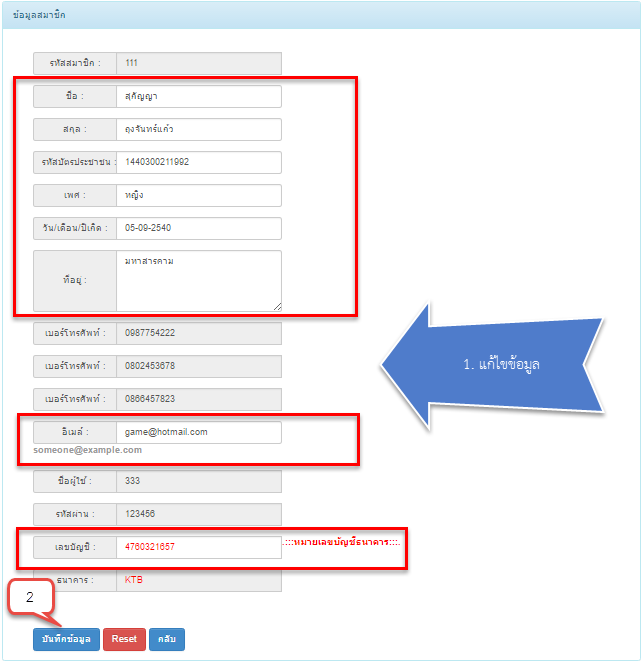 ข้อมูลสมาชิก
รหัสสมาชิก : 111
ชื่อ : สุกัญญา
สกุล : ถุงจันทร์แก้ว
รหัสบัตรประชาชน : 1440300211992
เพศ : หญิง
วัน/เดือน/ปีเกิด : 05-09-2540
ที่อยู่ : มหาสารคาม
เบอร์โทรศัพท์ : 0987754222
1. แก้ไขข้อมูล
เบอร์โทรศัพท์ : 0802453678
เบอร์โทรศัพท์ : 0866457823
อีเมล์ : game@hotmail.com
someone@example.com
ชื่อผู้ใช้ : 333
รหัสผ่าน : 123456
เลขบัญชี : 4760321657 .:::หมายเลขบัญชีธนาคาร:::.
ธนาคาร : KTB
2
บันทึกข้อมูล Reset กลับ